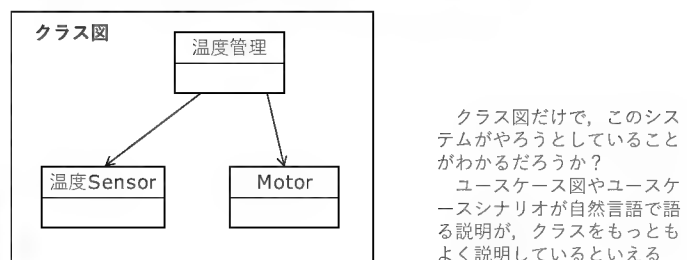 クラス図
温度管理
温度Sensor
Motor
クラス図だけで，このシス
テムがやろうとしていること
がわかるだろうか？
ユースケース図やユースケ
ースシナリオが自然言語で語
る説明が，クラスをもっとも
よく説明しているといえる